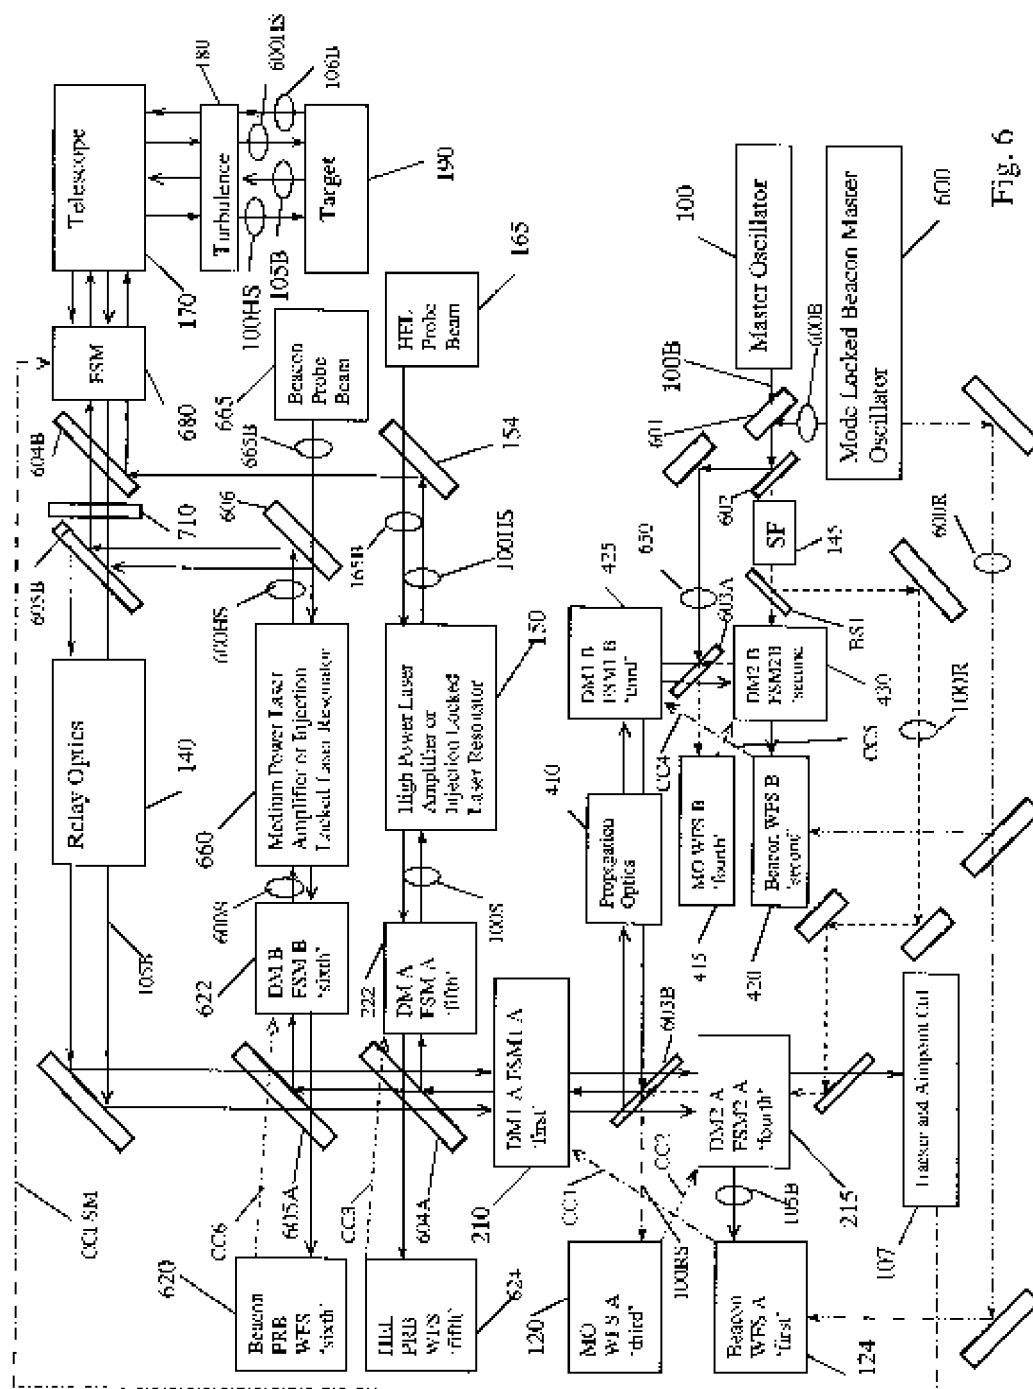 Telescope
170
180
Turbulence
600HS
106B
100HS
105B
Target
190
FSM
680
604B
710
605B
Beacon
Probe
Beam
665
665B
HEL
Probe
Beam
165
154
606
165B
100HS
600HS
Relay Optics
140
105B
Medium Power Laser
Amplifier or Injection
Locked Laser Resonator
660
High Power Laser
Amplifier or
Injection Locked
Laser Resonator
150
600S
100S
DM B
FSM B
'sixth'
622
DM A
FSM A
'fifth'
222
CC6
605A
CC3
604A
Beacon
PRB
WFS
'sixth'
620
HEL
PRB
WFS
'fifth'
624
Master Oscillator
100
100B
601
600B
Mode Locked Beacon Master
Oscillator
600
602
SF
145
BS1
650
603A
DM1 B
FSM1 B
'third'
425
DM2 B
FSM2 B
'second'
430
600R
100R
CC4
CC5
Propagation
Optics
410
MO WFS B
'fourth'
415
Beacon WFS B
'second'
420
DM1 A FSM1 A
'first'
210
603B
DM2 A
FSM2 A
'fourth'
215
CC1
CC2
105B
100RS
MO
WFS A
'third'
120
Beacon
WFS A
'first'
124
Tracker and Aimpoint Ctrl
107
Fig. 6